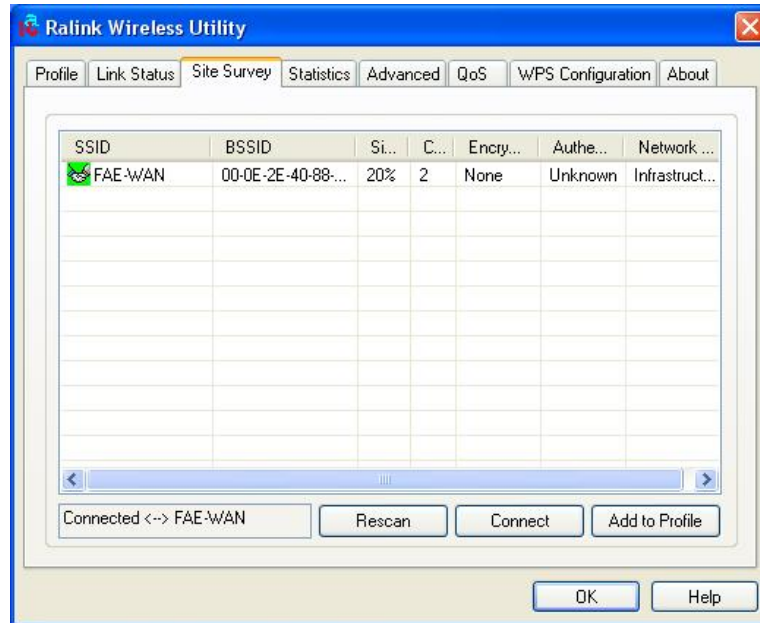 Ralink Wireless Utility
Profile Link Status Site Survey Statistics Advanced QoS WPS Configuration About
SSID BSSID Si... C... Encry... Authe... Network ...
FAE-WAN 00-0E-2E-40-88-... 20% 2 None Unknown Infrastruct...
Connected <--> FAE-WAN Rescan Connect Add to Profile
OK Help